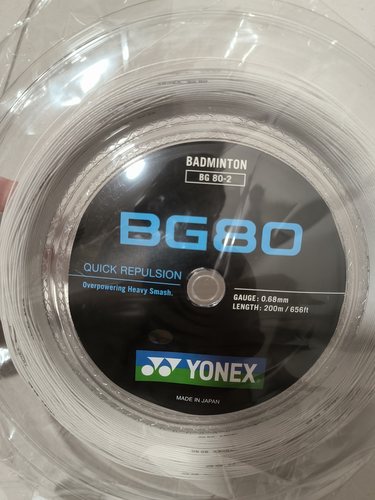 BADMINTON
BG 80-2
BG80
QUICK REPULSION
Overpowering Heavy Smash.
GAUGE: 0.68mm
LENGTH: 200m / 656ft
YONEX
MADE IN JAPAN